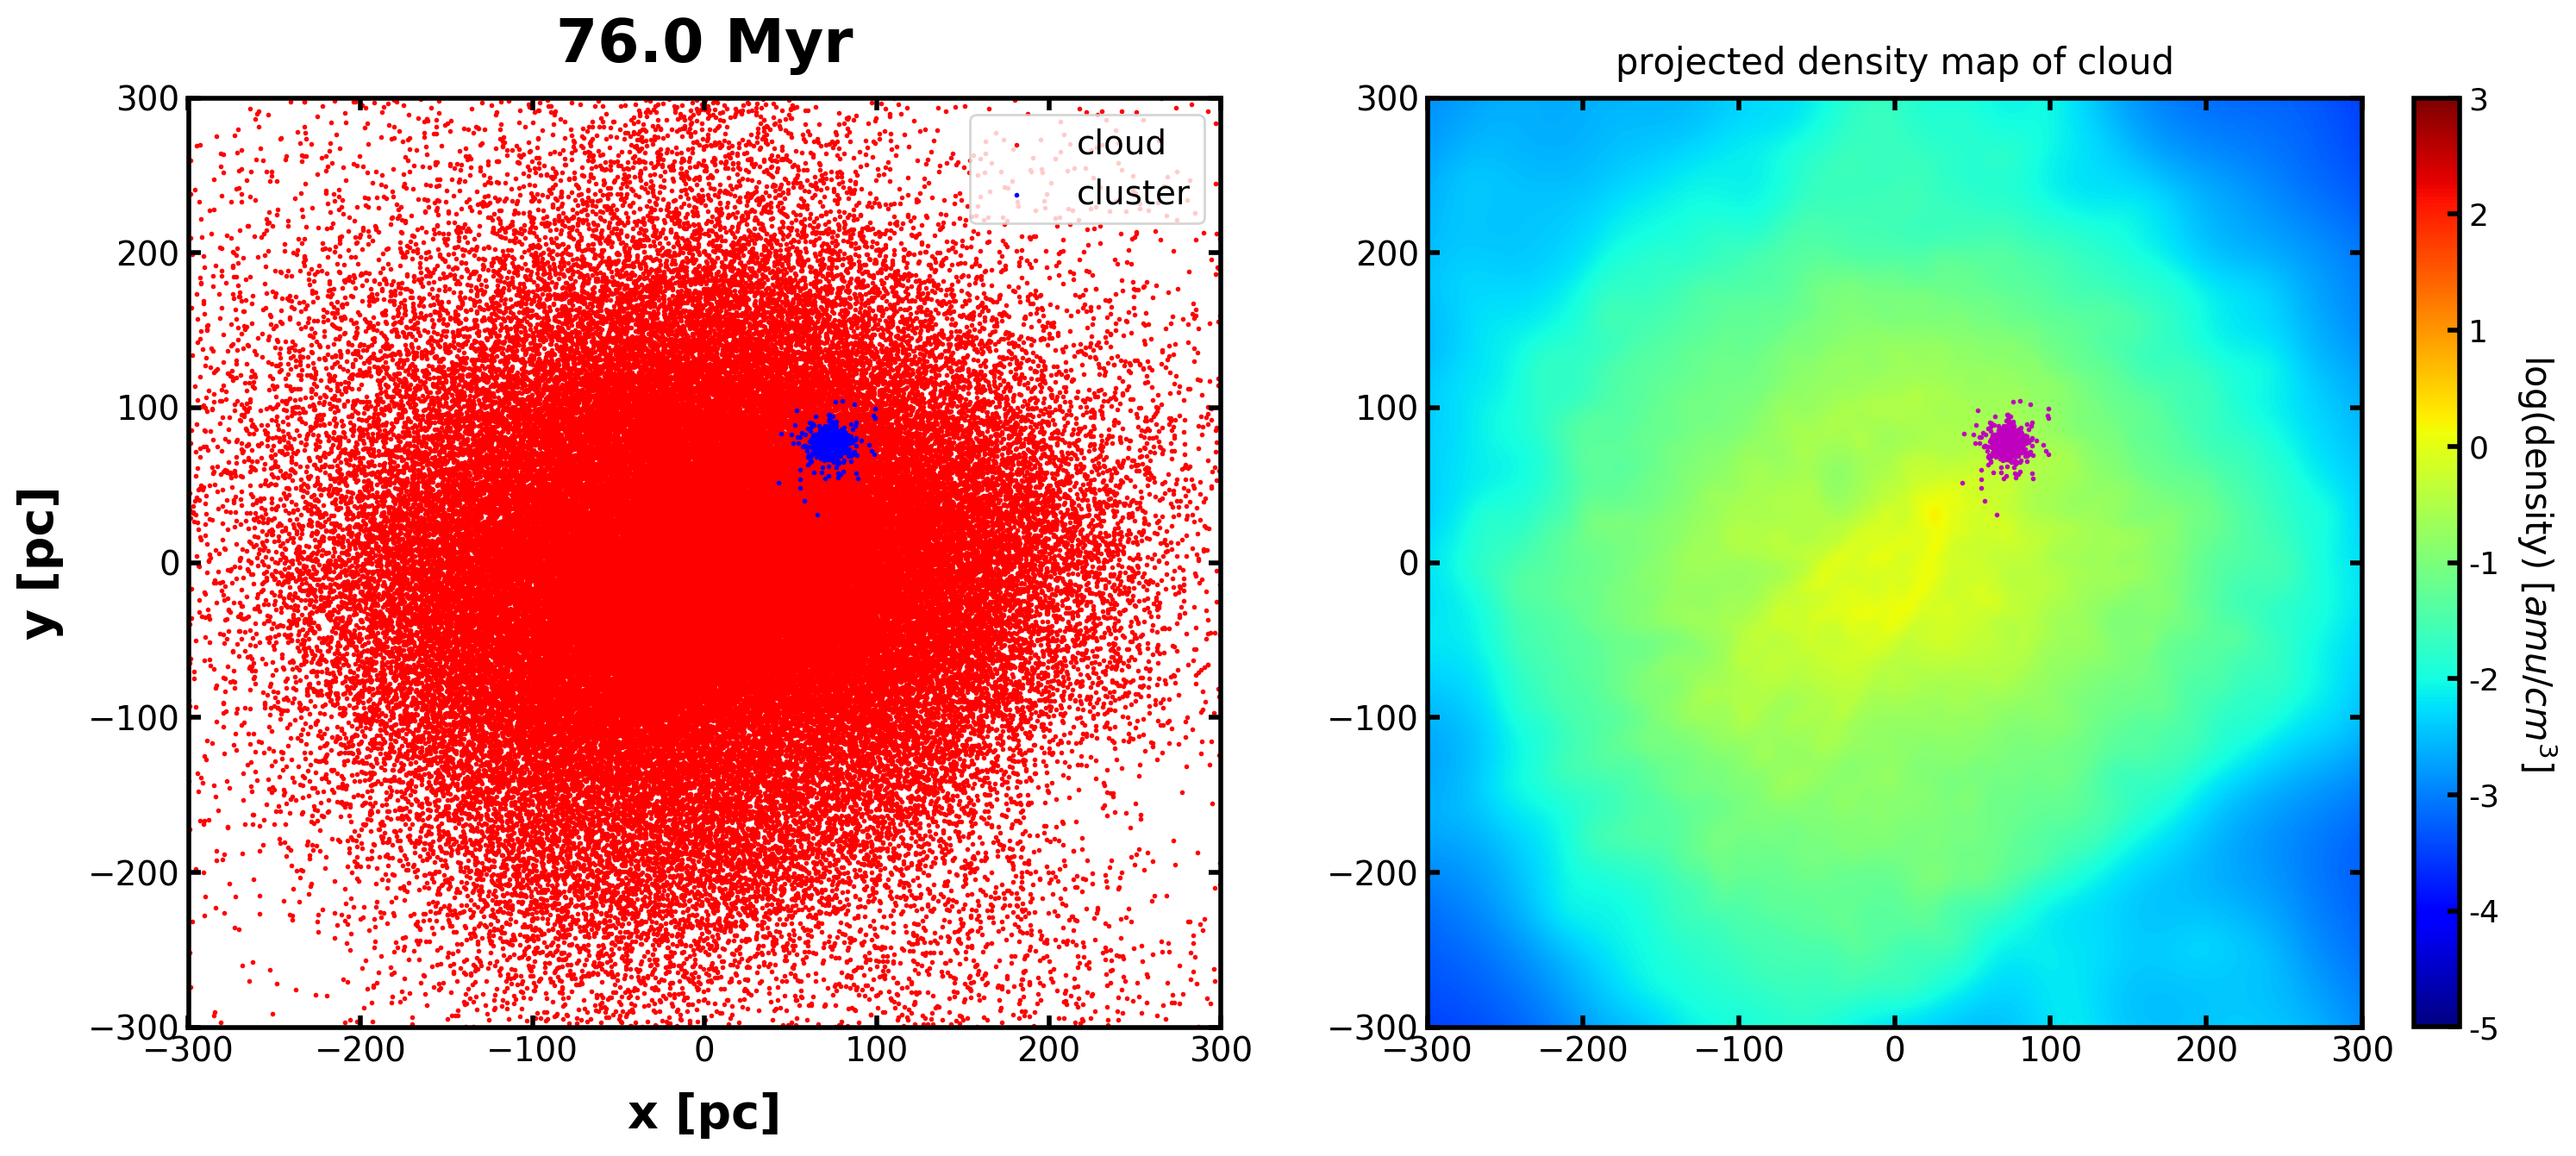 76.0 Myr
projected density map of cloud
cloud
cluster
300
200
100
0
−100
−200
−300
y [pc]
−300 −200 −100 0 100 200 300
x [pc]
300
200
100
0
−100
−200
−300
−300 −200 −100 0 100 200 300
3
2
1
0
-1
-2
-3
-4
-5
log(density) [amu/cm³]